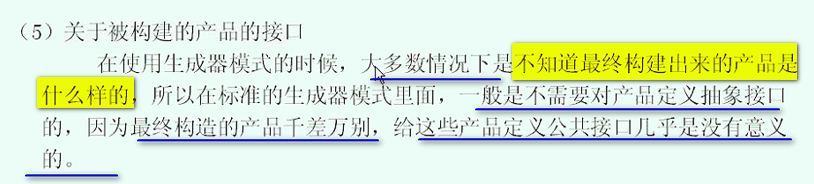 （5）关于被构建的产品的接口
在使用生成器模式的时候，大多数情况下是不知道最终构建出来的产品是
什么样的，所以在标准的生成器模式里面，一般是不需要对产品定义抽象接口
的，因为最终构造的产品千差万别，给这些产品定义公共接口几乎是没有意义
的。